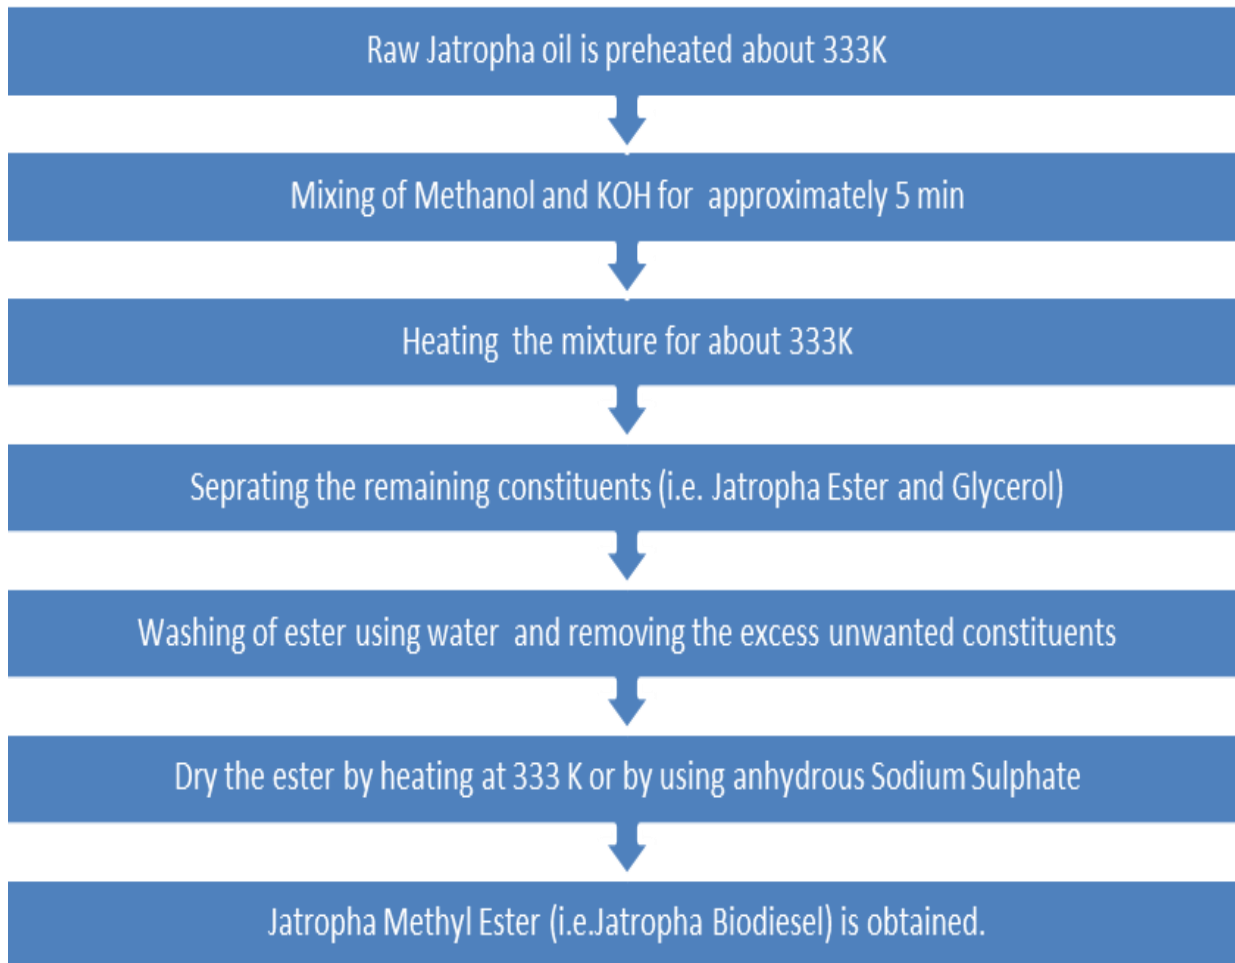 Raw Jatropha oil is preheated about 333K
Mixing of Methanol and KOH for  approximately 5 min
Heating  the mixture for about 333K
Seprating the remaining constituents (i.e. Jatropha Ester and Glycerol)
Washing of ester using water  and removing the excess unwanted constituents
Dry the ester by heating at 333 K or by using anhydrous Sodium Sulphate
Jatropha Methyl Ester (i.e.Jatropha Biodiesel) is obtained.